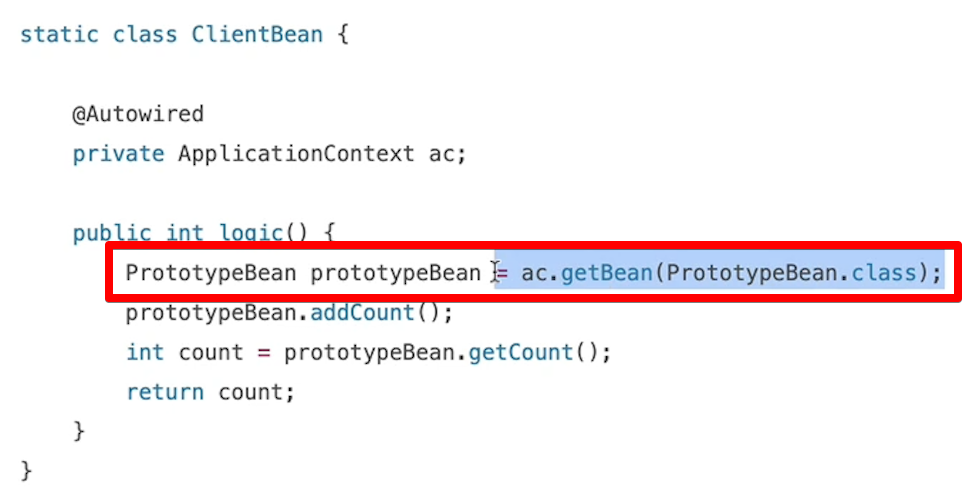 static class ClientBean {
@Autowired
private ApplicationContext ac;
public int logic() {
PrototypeBean prototypeBean = ac.getBean(PrototypeBean.class);
prototypeBean.addCount();
int count = prototypeBean.getCount();
return count;
}
}